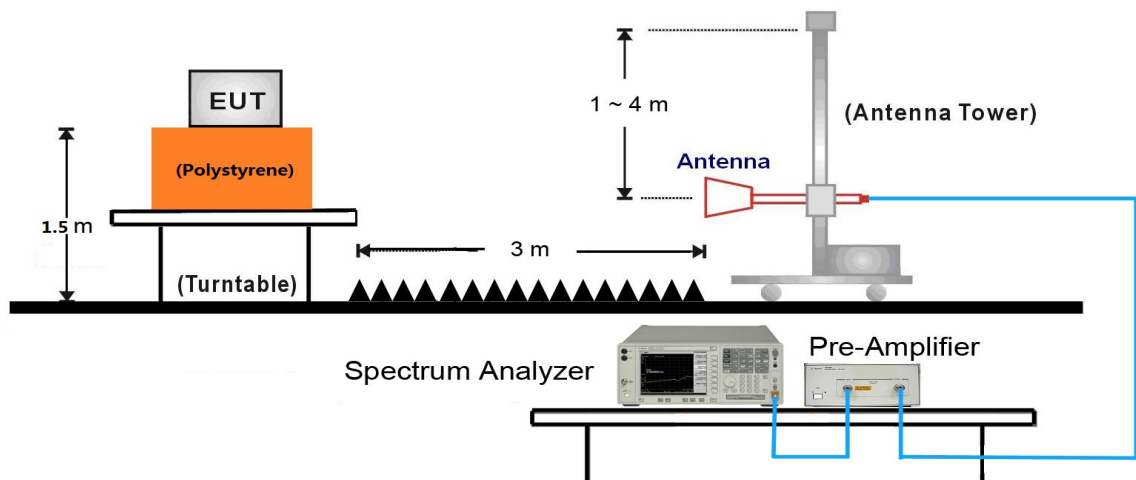 EUT
(Polystyrene)
1.5 m
(Turntable)
3 m
1 ~ 4 m
Antenna
(Antenna Tower)
Spectrum Analyzer
Pre-Amplifier